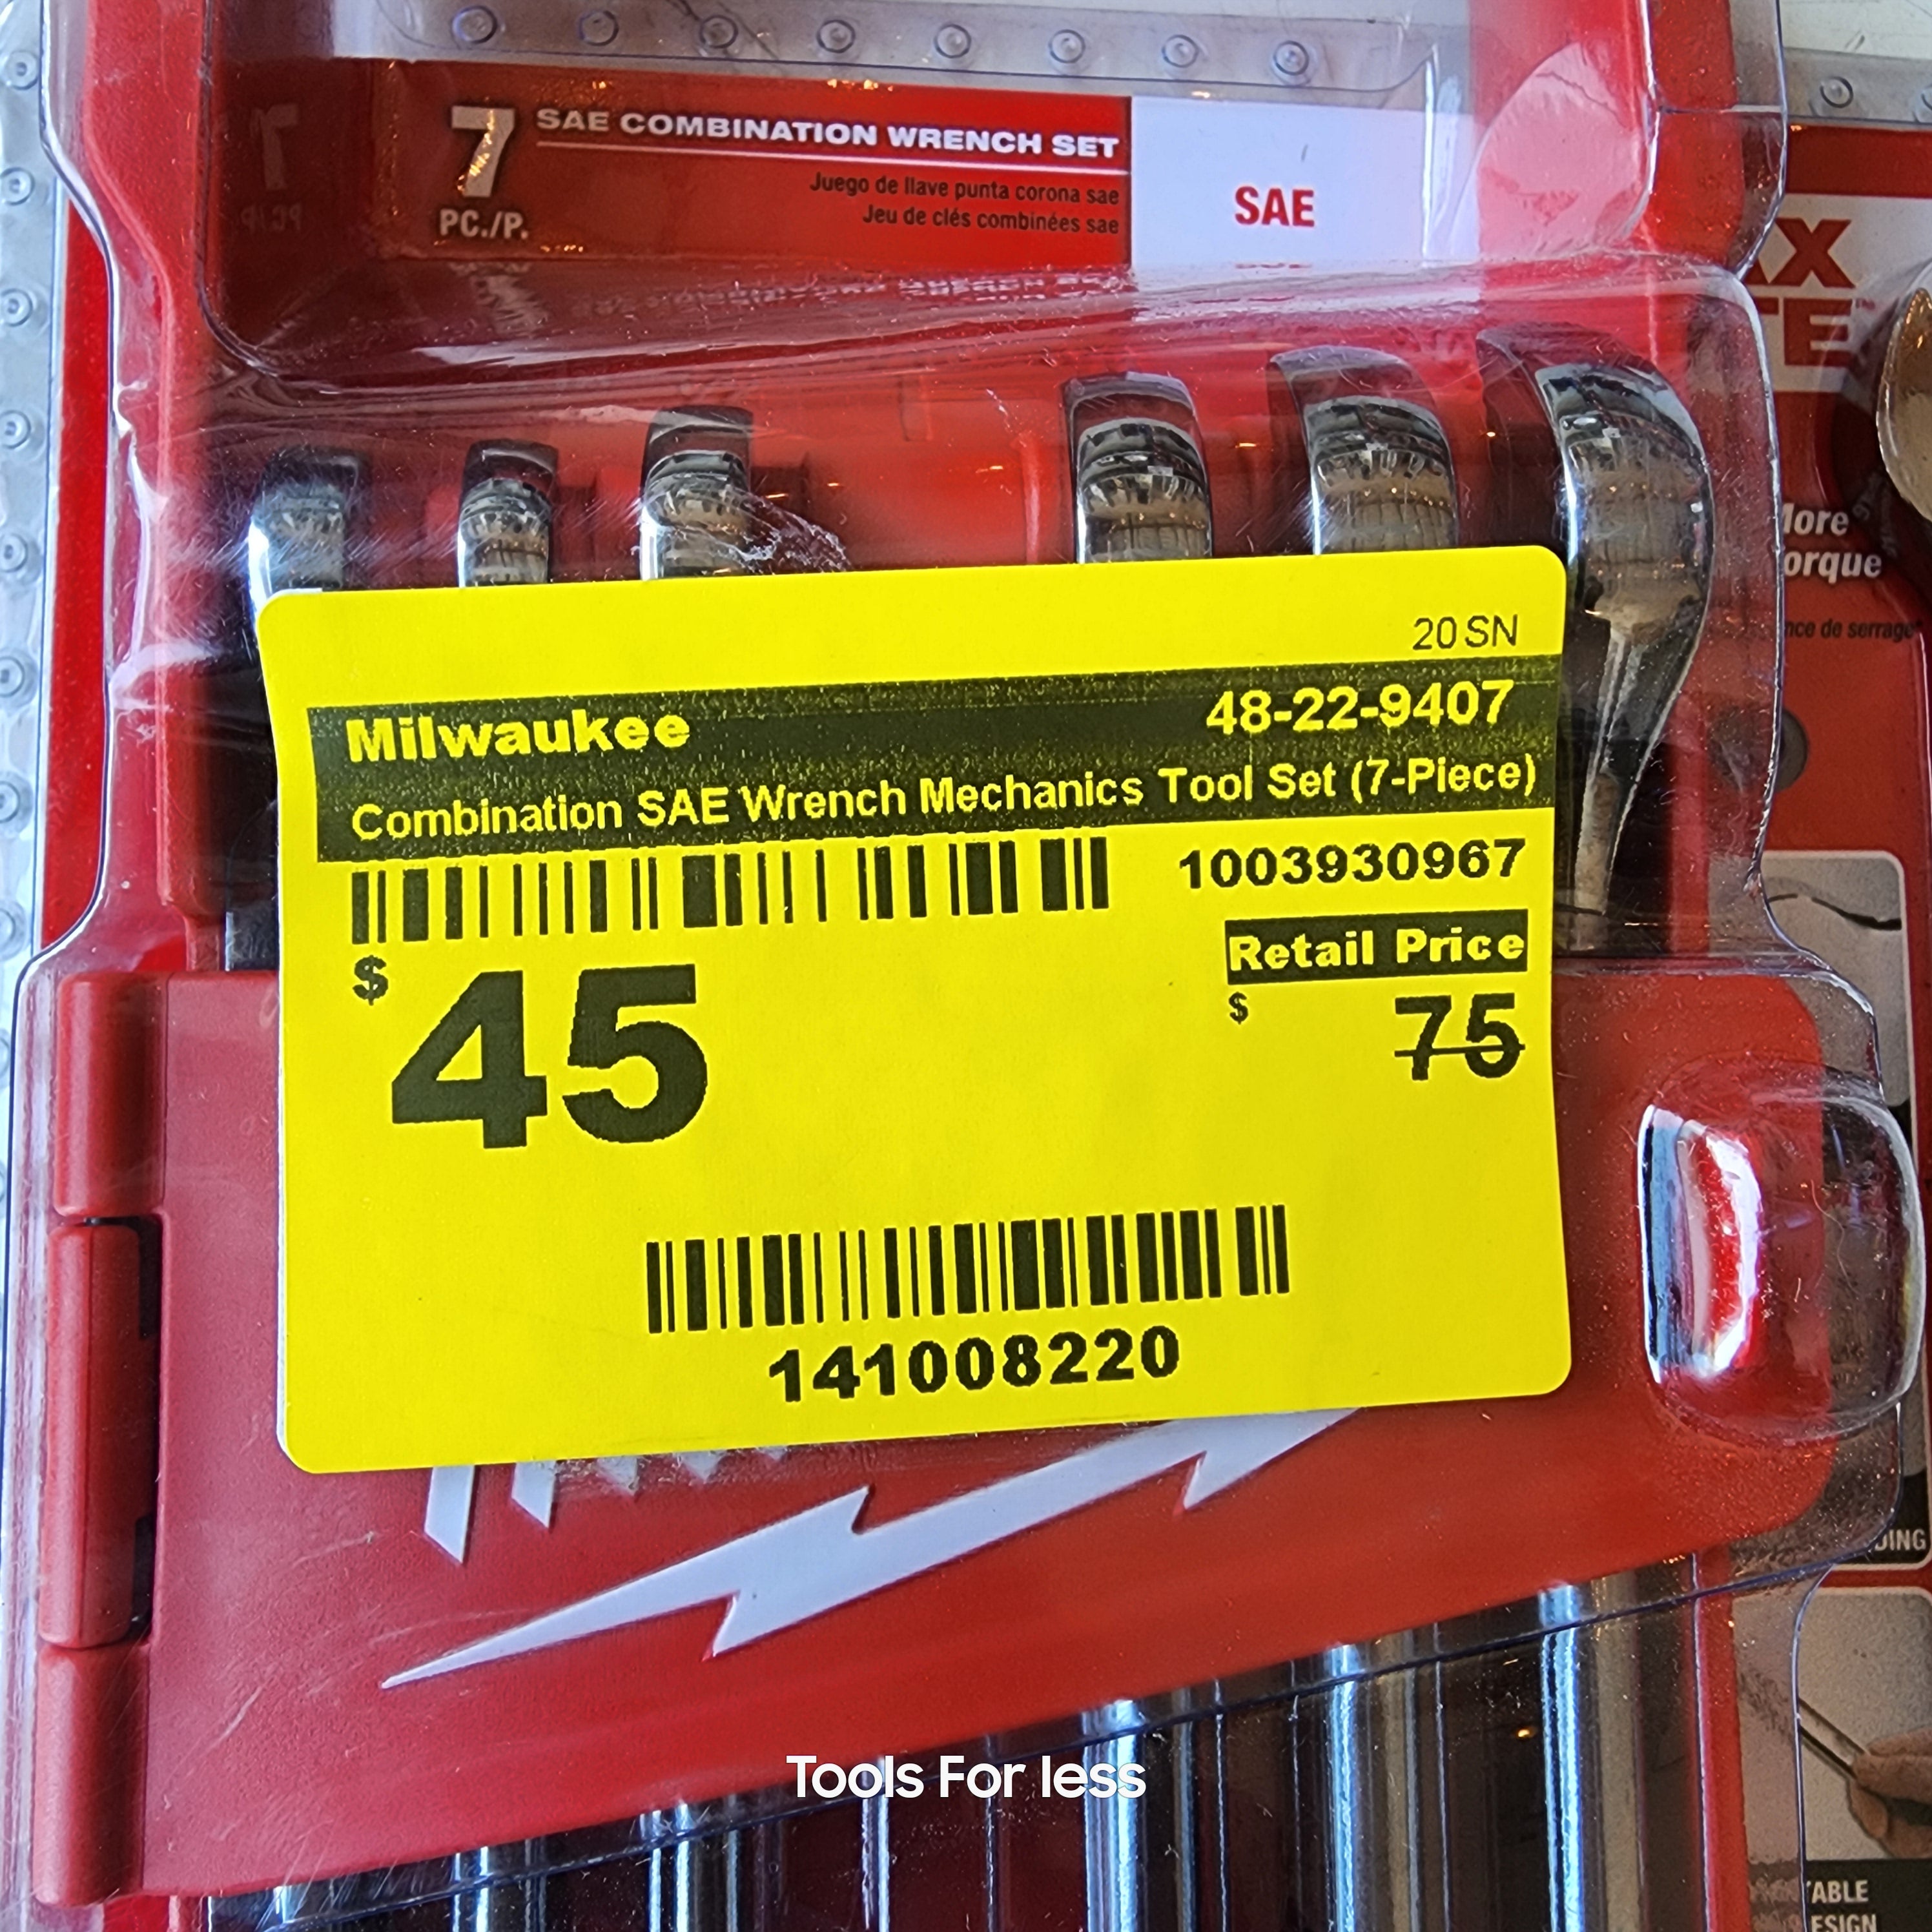 7
PC./P.
SAE COMBINATION WRENCH SET
Juego de llave punta corona sae
Jeu de clés combinées sae
SAE
orque
20 SN
Milwaukee
48-22-9407
Combination SAE Wrench Mechanics Tool Set (7-Piece)
1003930967
$ 45
Retail Price
$ 75
141008220
Tools For less